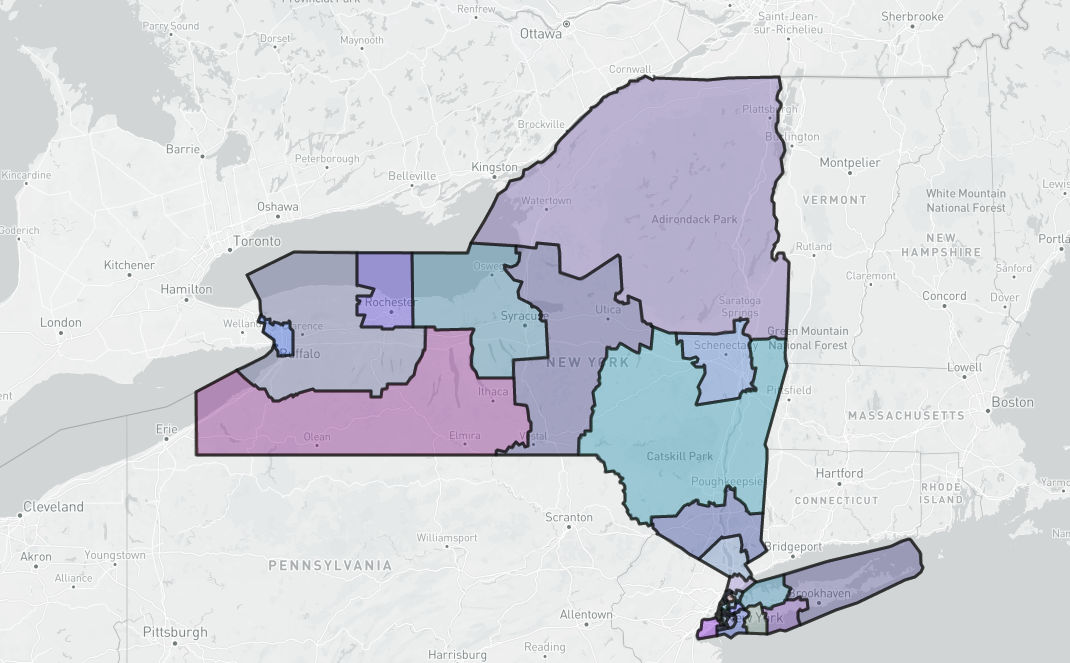 Provincial Park
Renfrew
Parry Sound
Ottawa
Saint-Jean-
sur-Richelieu
Sherbrooke
Dorset
Maynooth
Cornwall
Plattsburgh
Brockville
Burlington
Barrie
Peterborough
Kingston
Montpelier
Kincardine
Belleville
Lewis
White Mountain
National Forest
Watertown
VERMONT
Oshawa
Adirondack Park
Goderich
Toronto
NEW
HAMPSHIRE
Rutland
Portla
Kitchener
Oswego
Claremont
Sanford
Hamilton
Rochester
Saratoga
Springs
Concord
Dover
London
Welland
Clarence
Syracuse
Utica
Green Mountain
National Forest
Buffalo
Schenectady
NEW YORK
Lowell
Ithaca
Pittsfield
Boston
MASSACHUSETTS
Erie
Olean
Elmira
Vestal
Catskill Park
Hartford
Poughkeepsie
CONNECTICUT
RHODE
ISLAND
Yarmo
Cleveland
Scranton
Williamsport
Bridgeport
Nan
Akron
Youngstown
PENNSYLVANIA
Alliance
Brookhaven
Allentown
New York
Pittsburgh
Reading
Harrisburg